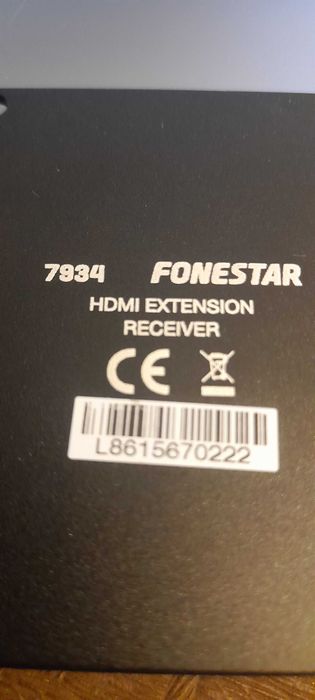 7934 FONESTAR
HDMI EXTENSION
RECEIVER
CE
L8615670222